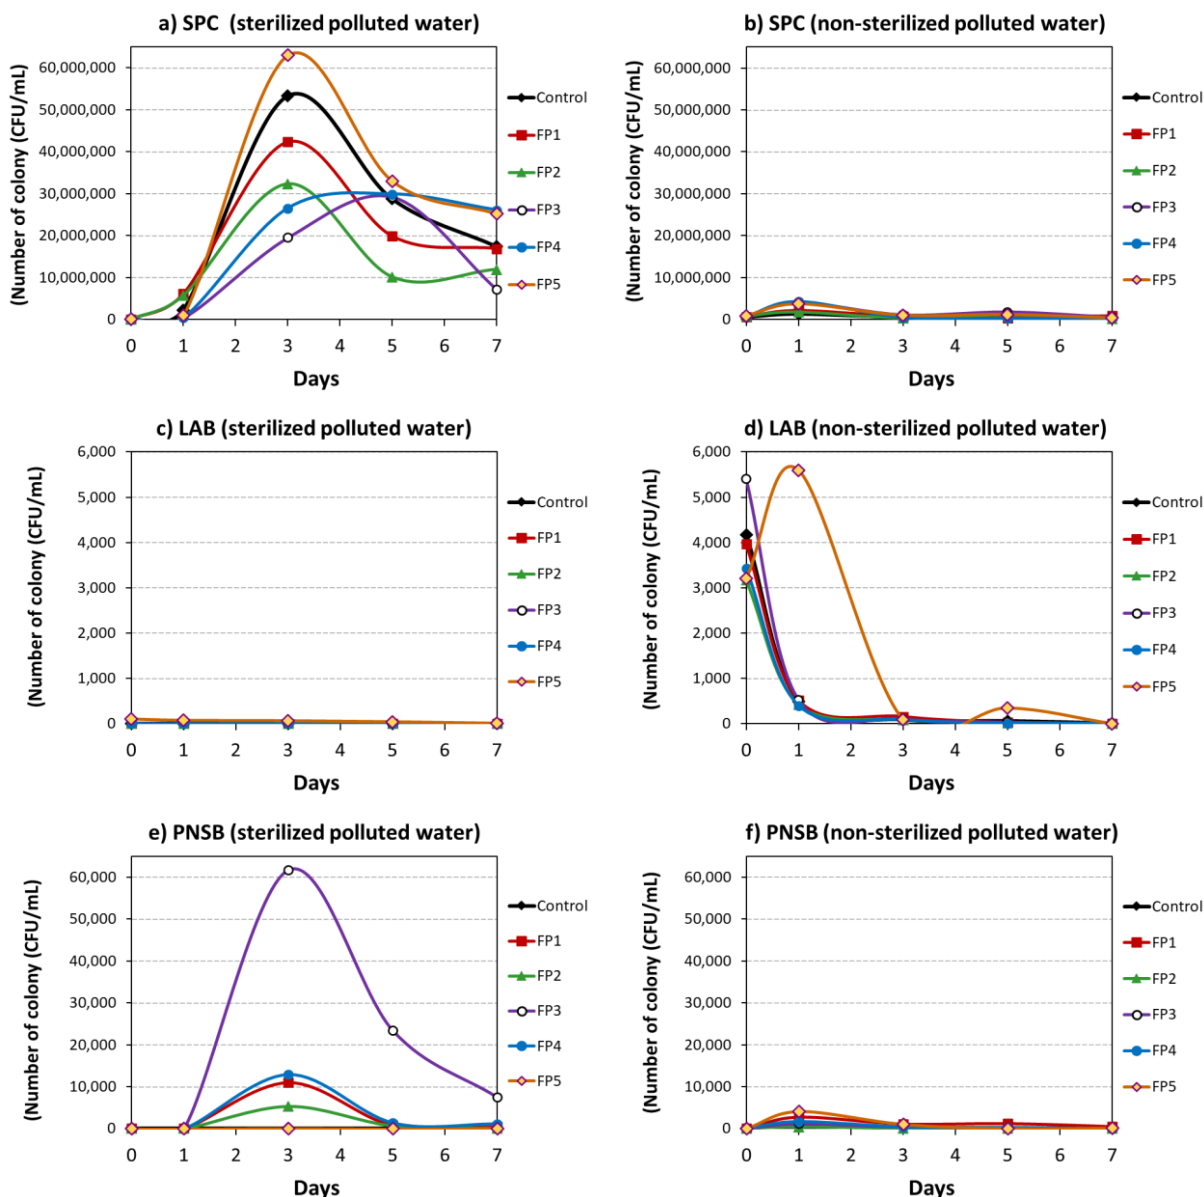 a) SPC (sterilized polluted water)
(Number of colony (CFU/mL)
60,000,000
50,000,000
40,000,000
30,000,000
20,000,000
10,000,000
0
0 1 2 3 4 5 6 7
Days
Control
FP1
FP2
FP3
FP4
FP5
b) SPC (non-sterilized polluted water)
(Number of colony (CFU/mL)
60,000,000
50,000,000
40,000,000
30,000,000
20,000,000
10,000,000
0
0 1 2 3 4 5 6 7
Days
Control
FP1
FP2
FP3
FP4
FP5
c) LAB (sterilized polluted water)
(Number of colony (CFU/mL)
6,000
5,000
4,000
3,000
2,000
1,000
0
0 1 2 3 4 5 6 7
Days
Control
FP1
FP2
FP3
FP4
FP5
d) LAB (non-sterilized polluted water)
(Number of colony (CFU/mL)
6,000
5,000
4,000
3,000
2,000
1,000
0
0 1 2 3 4 5 6 7
Days
Control
FP1
FP2
FP3
FP4
FP5
e) PNSB (sterilized polluted water)
(Number of colony (CFU/mL)
60,000
50,000
40,000
30,000
20,000
10,000
0
0 1 2 3 4 5 6 7
Days
Control
FP1
FP2
FP3
FP4
FP5
f) PNSB (non-sterilized polluted water)
(Number of colony (CFU/mL)
60,000
50,000
40,000
30,000
20,000
10,000
0
0 1 2 3 4 5 6 7
Days
Control
FP1
FP2
FP3
FP4
FP5